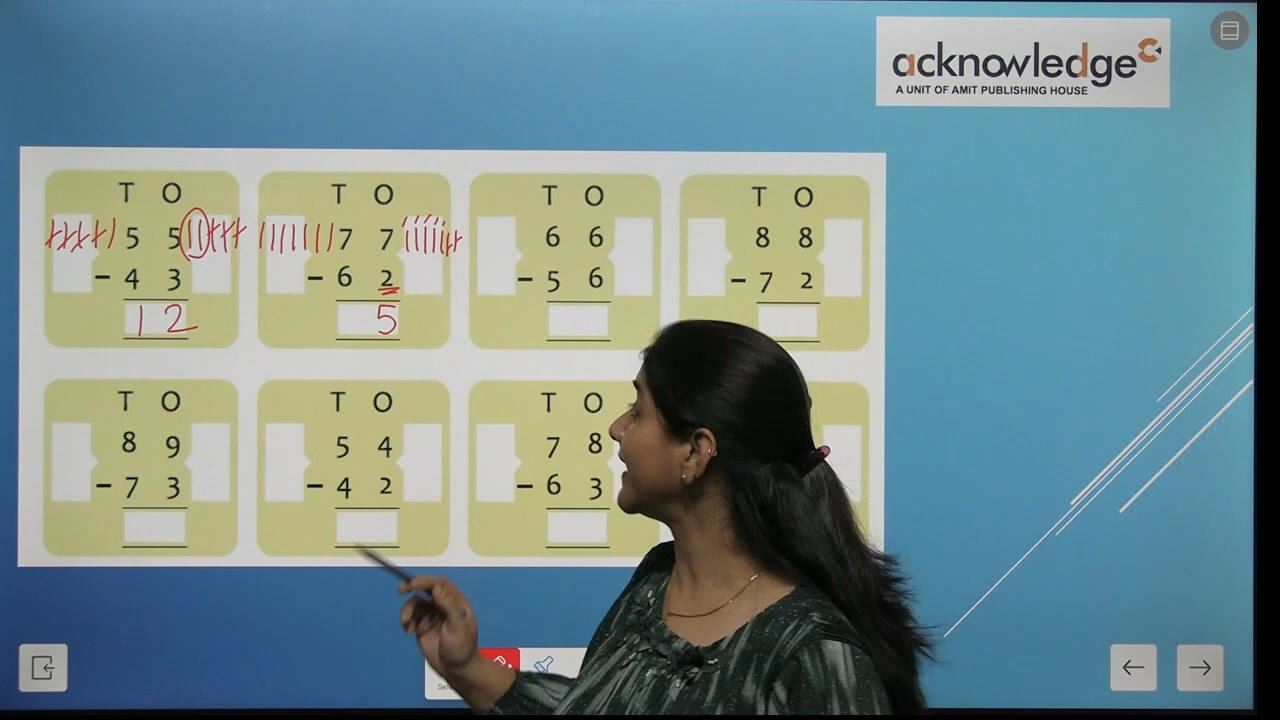 acknowledge
A UNIT OF AMIT PUBLISHING HOUSE
T O
5 5
- 4 3
1 2
T O
7 7
- 6 2
5
T O
6 6
- 5 6
T O
8 8
- 7 2
T O
8 9
- 7 3
T O
5 4
- 4 2
T O
7 8
- 6 3